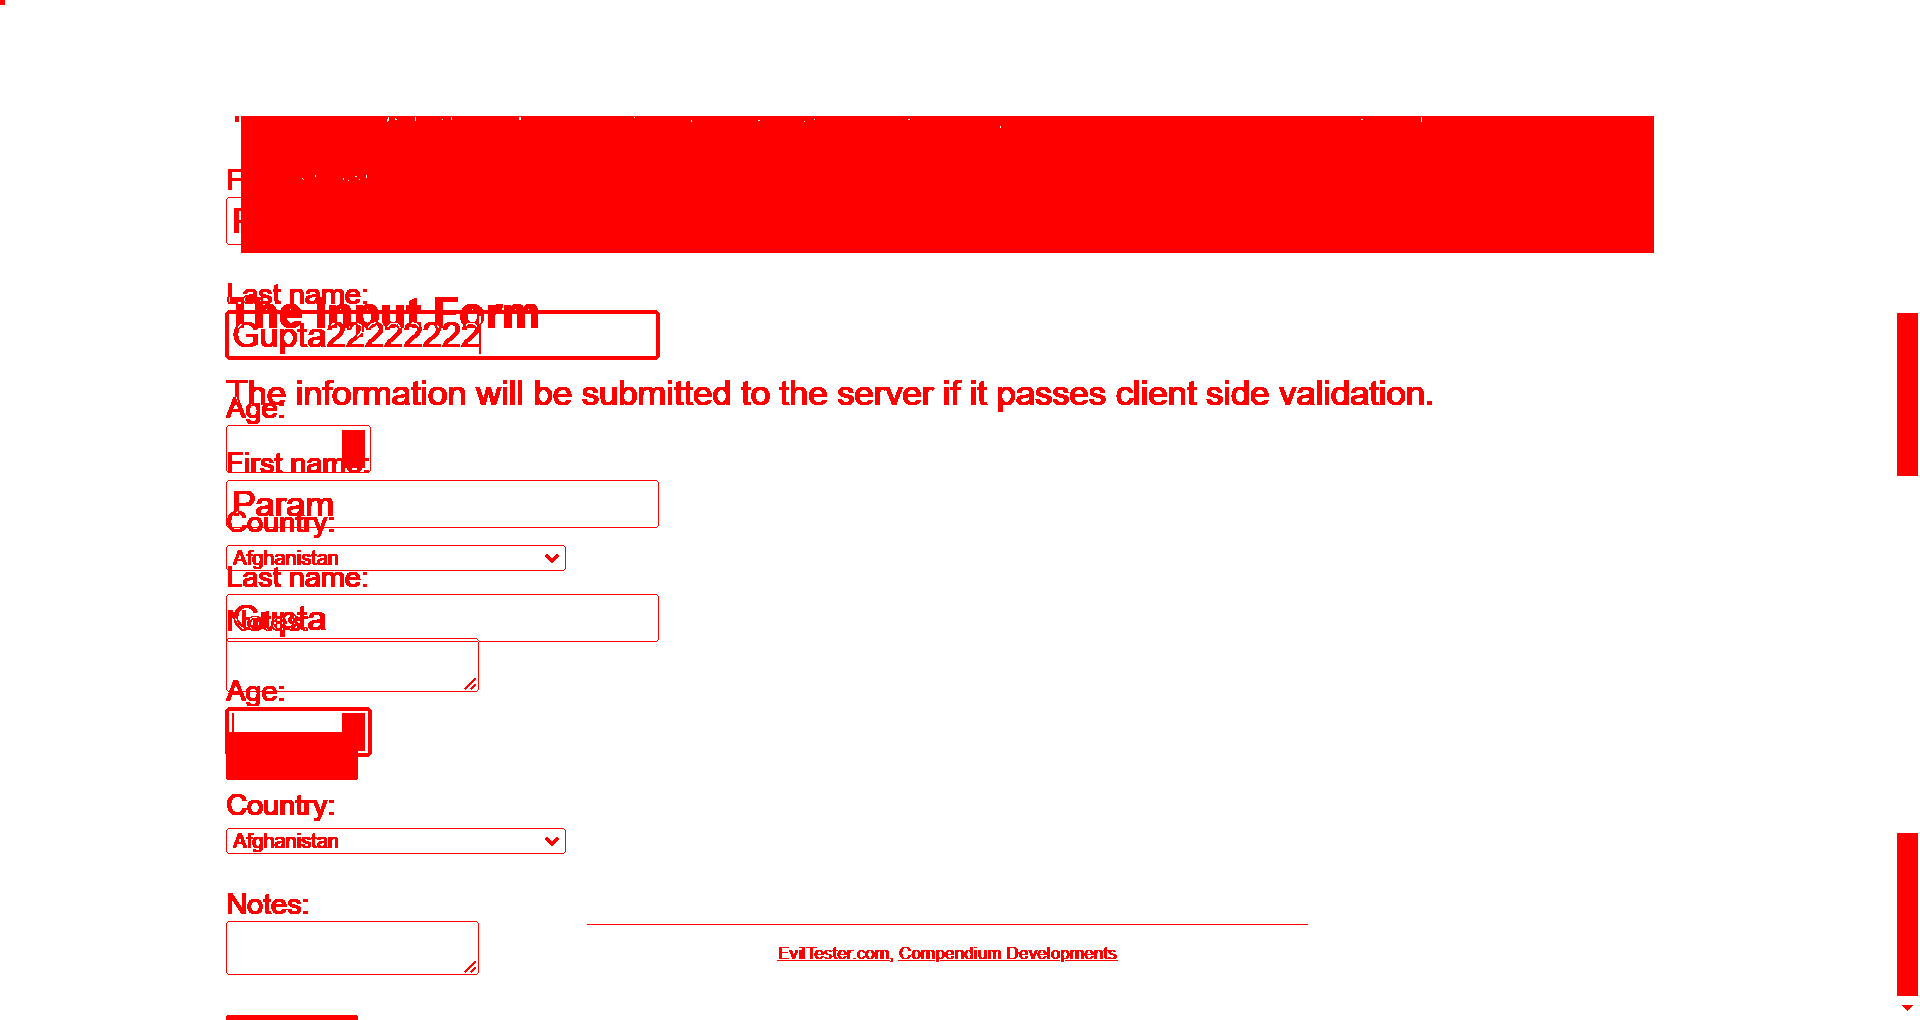 Last name:
The Input Form
Gupta22222222
The information will be submitted to the server if it passes client side validation.
Age:
First name:
Param
Country:
Afghanistan
Last name:
Gupta
Notes:
Age:
Country:
Afghanistan
Notes:
EvilTester.com, Compendium Developments